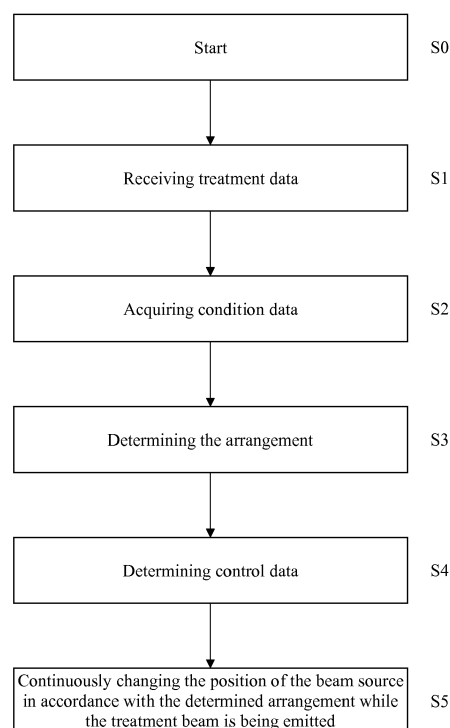 Start S0
Receiving treatment data S1
Acquiring condition data S2
Determining the arrangement S3
Determining control data S4
Continuously changing the position of the beam source
in accordance with the determined arrangement while S5
the treatment beam is being emitted